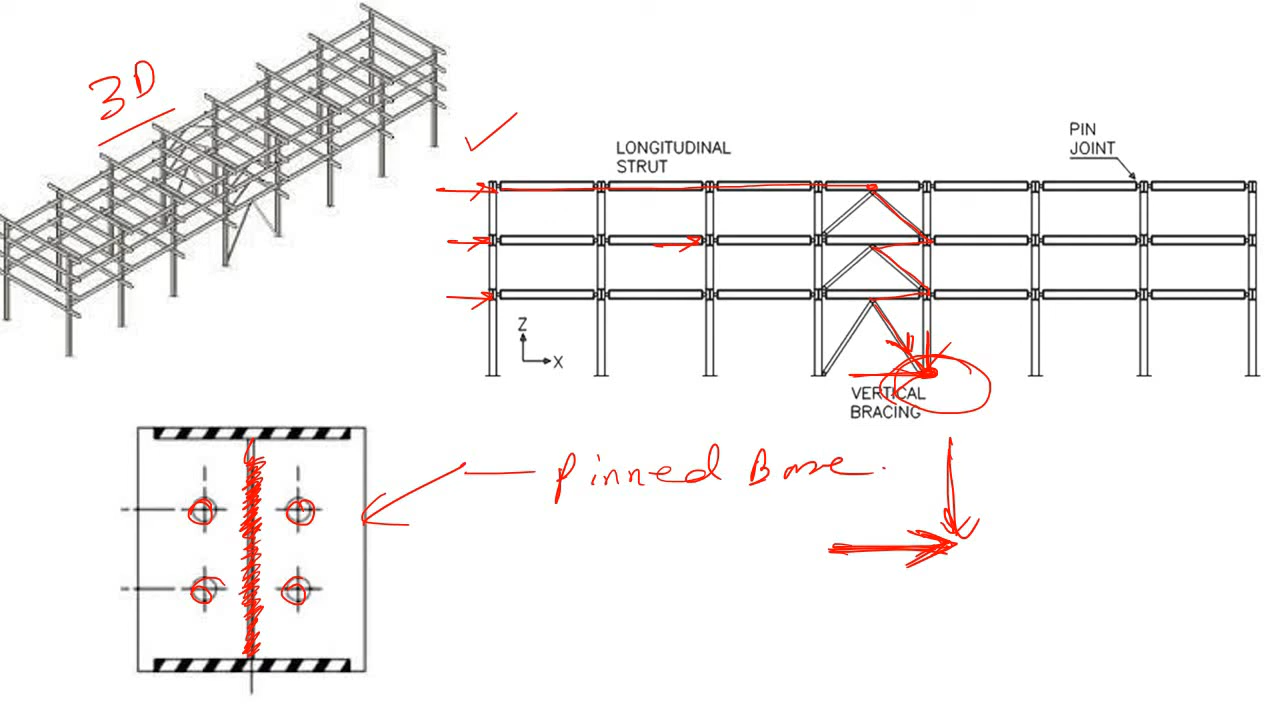 3D
LONGITUDINAL
STRUT
PIN
JOINT
Z
X
VERTICAL
BRACING
Pinned Base.